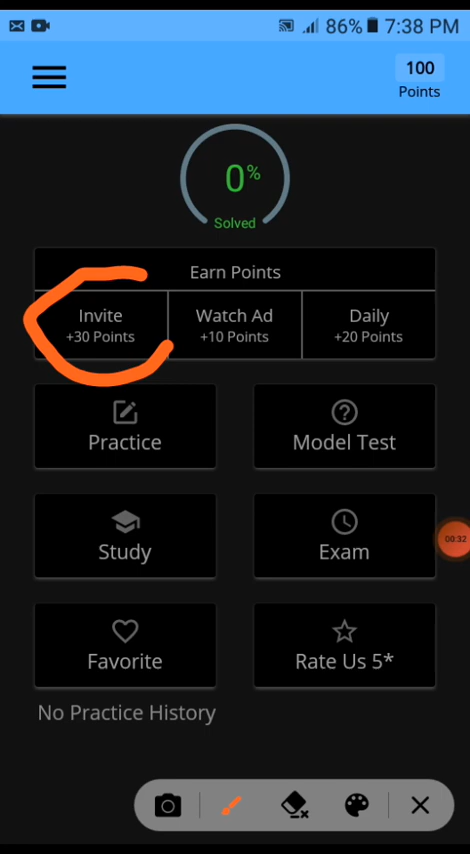 86% 7:38 PM
100
Points
0%
Solved
Earn Points
Invite Watch Ad Daily
+30 Points +10 Points +20 Points
Practice Model Test
Study Exam
00:32
Favorite Rate Us 5*
No Practice History